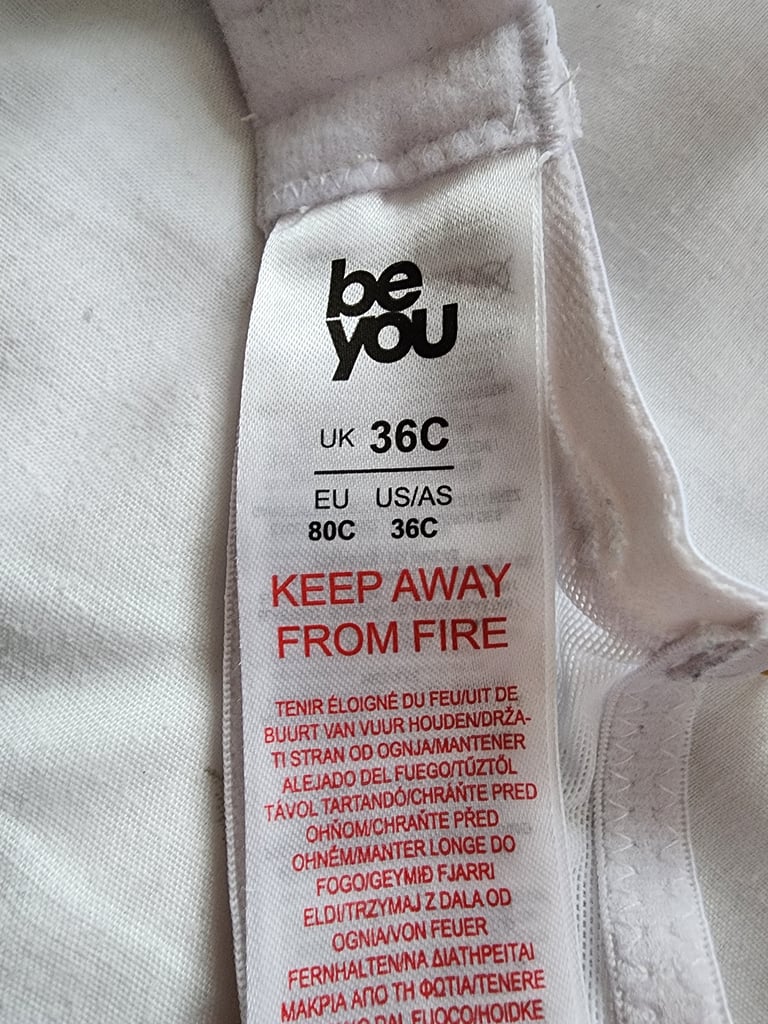 be
you
UK 36C
EU US/AS
80C 36C
KEEP AWAY
FROM FIRE
TENIR ÉLOIGNÉ DU FEU/UIT DE
BUURT VAN VUUR HOUDEN/DRŽA-
TI STRAN OD OGNJA/MANTENER
ALEJADO DEL FUEGO/TŰZTŐL
TÁVOL TARTANDÓ/CHRÁŇTE PRED
OHŇOM/CHRAŇTE PŘED
OHNĚM/MANTER LONGE DO
FOGO/GEYMIÐ FJARRI
ELDI/TRZYMAJ Z DALA OD
OGNIA/VON FEUER
FERNHALTEN/ΝΑ ΔΙΑΤΗΡΕΙΤΑΙ
ΜΑΚΡΙΑ ΑΠΟ ΤΗ ΦΩΤΙΑ/TENERE
DAL FUOCO/HOIDKE